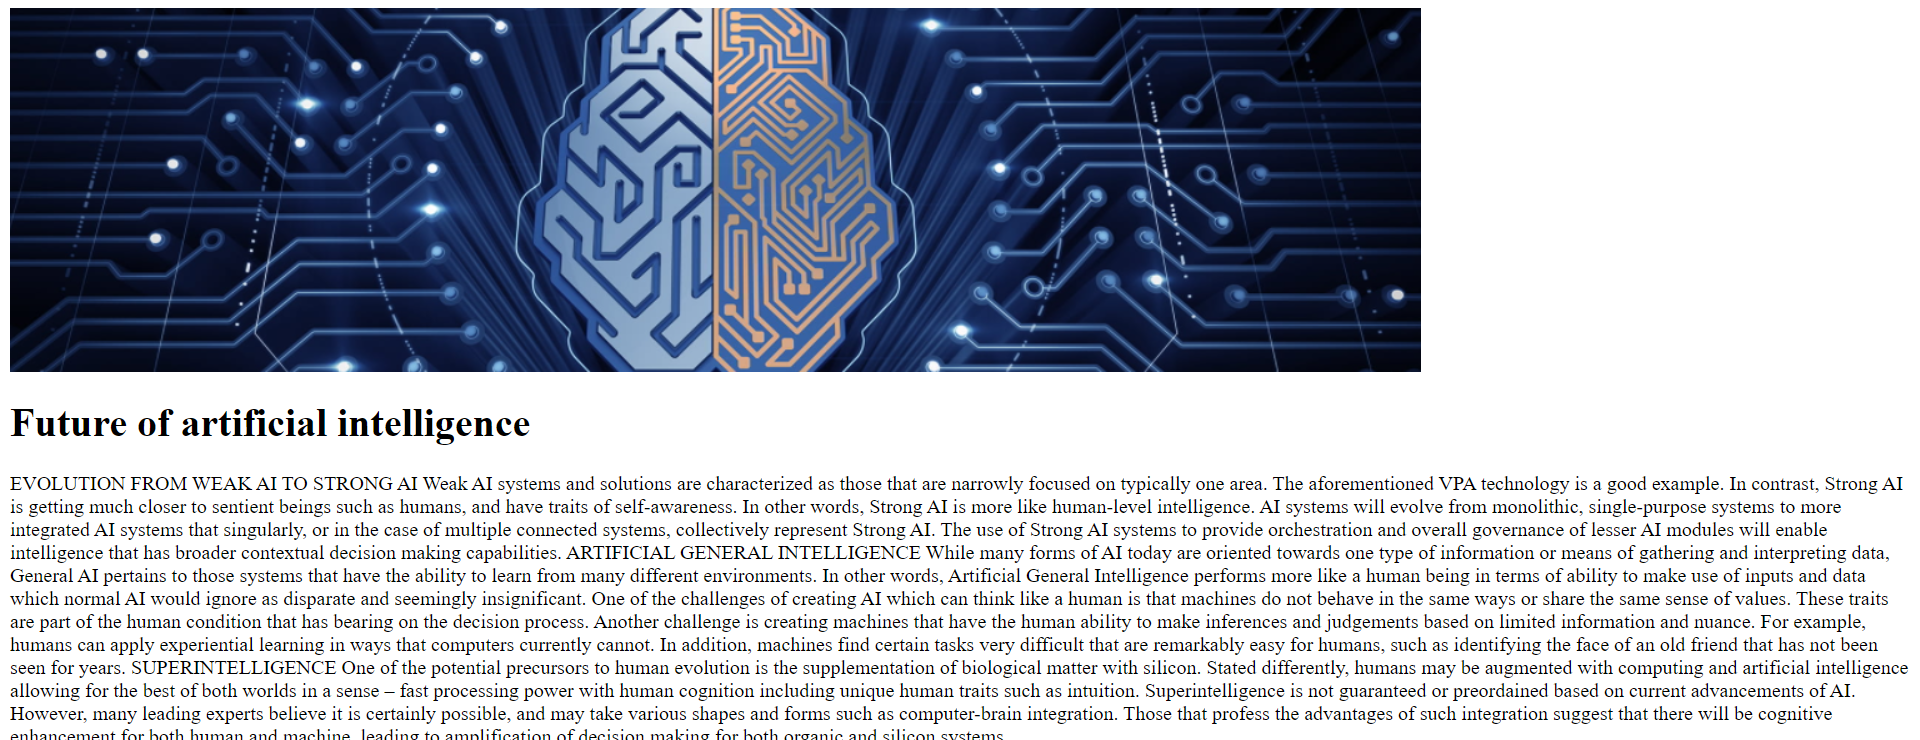 Future of artificial intelligence
EVOLUTION FROM WEAK AI TO STRONG AI Weak AI systems and solutions are characterized as those that are narrowly focused on typically one area. The aforementioned VPA technology is a good example. In contrast, Strong AI
is getting much closer to sentient beings such as humans, and have traits of self-awareness. In other words, Strong AI is more like human-level intelligence. AI systems will evolve from monolithic, single-purpose systems to more
integrated AI systems that singularly, or in the case of multiple connected systems, collectively represent Strong AI. The use of Strong AI systems to provide orchestration and overall governance of lesser AI modules will enable
intelligence that has broader contextual decision making capabilities. ARTIFICIAL GENERAL INTELLIGENCE While many forms of AI today are oriented towards one type of information or means of gathering and interpreting data,
General AI pertains to those systems that have the ability to learn from many different environments. In other words, Artificial General Intelligence performs more like a human being in terms of ability to make use of inputs and data
which normal AI would ignore as disparate and seemingly insignificant. One of the challenges of creating AI which can think like a human is that machines do not behave in the same ways or share the same sense of values. These traits
are part of the human condition that has bearing on the decision process. Another challenge is creating machines that have the human ability to make inferences and judgements based on limited information and nuance. For example,
humans can apply experiential learning in ways that computers currently cannot. In addition, machines find certain tasks very difficult that are remarkably easy for humans, such as identifying the face of an old friend that has not been
seen for years. SUPERINTELLIGENCE One of the potential precursors to human evolution is the supplementation of biological matter with silicon. Stated differently, humans may be augmented with computing and artificial intelligence
allowing for the best of both worlds in a sense – fast processing power with human cognition including unique human traits such as intuition. Superintelligence is not guaranteed or preordained based on current advancements of AI.
However, many leading experts believe it is certainly possible, and may take various shapes and forms such as computer-brain integration. Those that profess the advantages of such integration suggest that there will be cognitive
enhancement for both human and machine, leading to amplification of decision making for both organic and silicon systems.